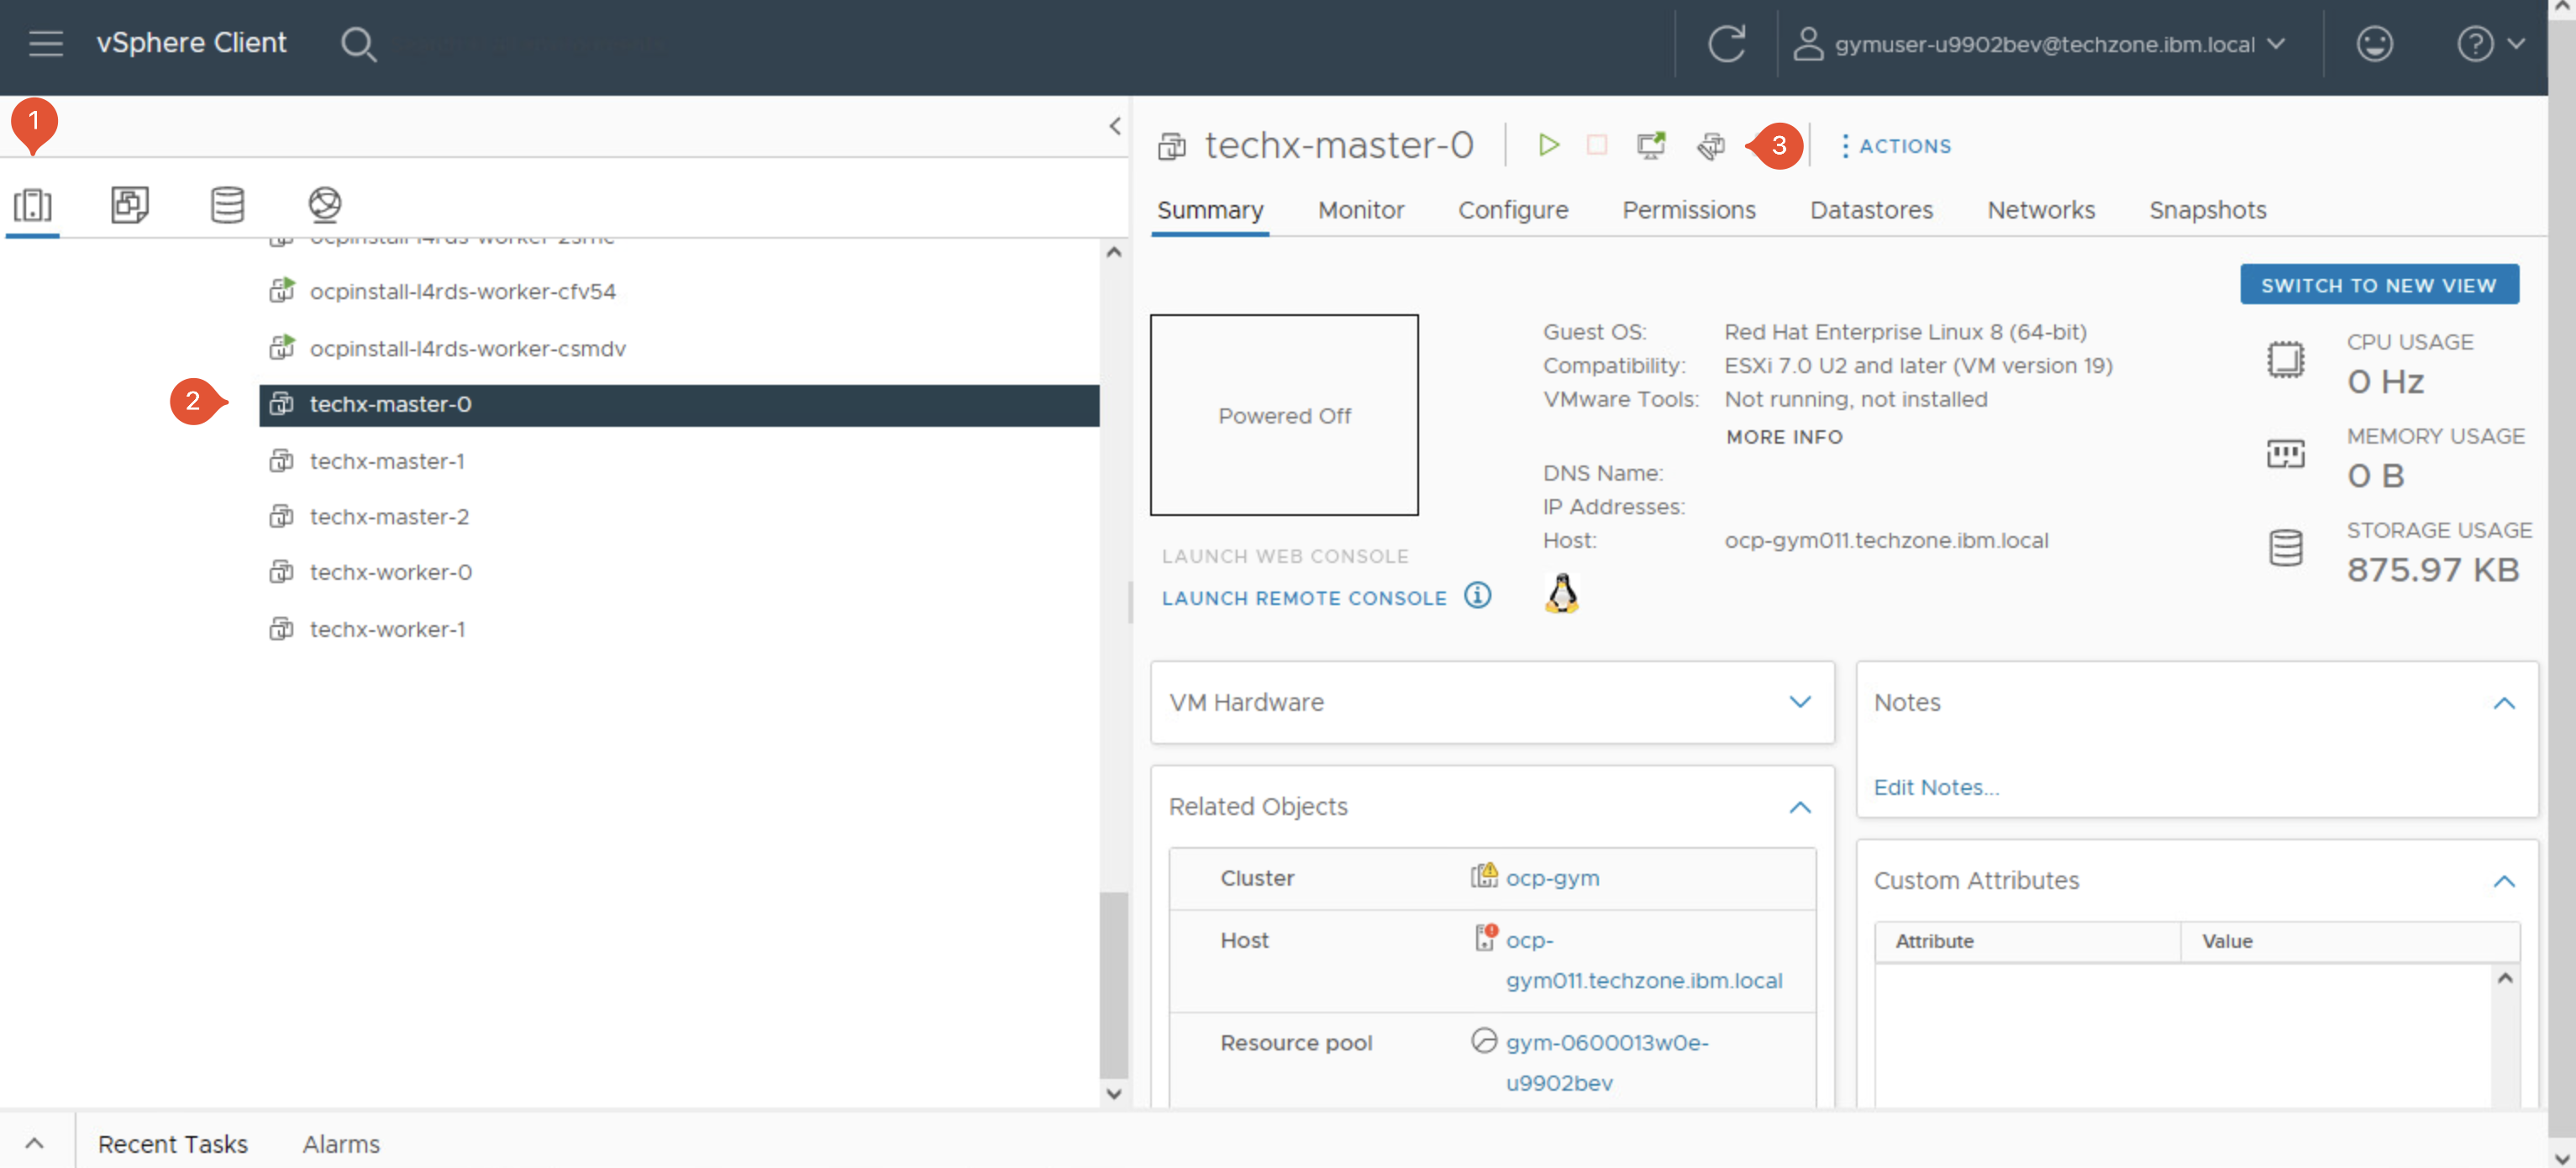 vSphere Client
gymuser-u9902bev@techzone.ibm.local
1
ocpinstall-l4rds-worker-cfv54
ocpinstall-l4rds-worker-csmdv
2
techx-master-0
techx-master-1
techx-master-2
techx-worker-0
techx-worker-1
techx-master-0
3
ACTIONS
Summary Monitor Configure Permissions Datastores Networks Snapshots
SWITCH TO NEW VIEW
Powered Off
LAUNCH WEB CONSOLE
LAUNCH REMOTE CONSOLE
Guest OS: Red Hat Enterprise Linux 8 (64-bit)
Compatibility: ESXi 7.0 U2 and later (VM version 19)
VMware Tools: Not running, not installed
MORE INFO
DNS Name:
IP Addresses:
Host: ocp-gym011.techzone.ibm.local
CPU USAGE
0 Hz
MEMORY USAGE
0 B
STORAGE USAGE
875.97 KB
VM Hardware
Related Objects
Cluster ocp-gym
Host ocp-
gym011.techzone.ibm.local
Resource pool gym-0600013w0e-
u9902bev
Notes
Edit Notes...
Custom Attributes
Attribute Value
Recent Tasks Alarms